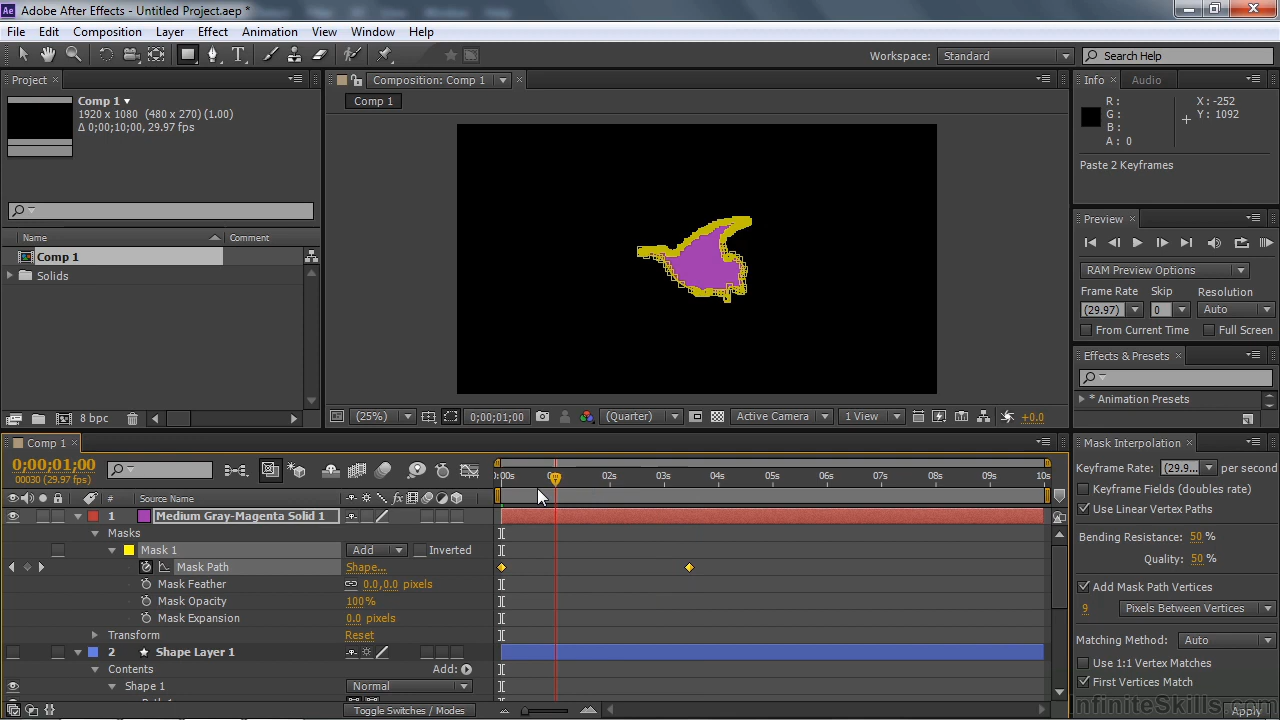 Adobe After Effects - Untitled Project.aep *
File Edit Composition Layer Effect Animation View Window Help
Workspace: Standard Search Help
Project
Comp 1
1920 x 1080 (480 x 270) (1.00)
Δ 0;00;10;00, 29.97 fps
Name Comment
Comp 1
Solids
8 bpc
Composition: Comp 1
Comp 1
(25%) 0;00;01;00 (Quarter) Active Camera 1 View +0.0
Info Audio
R: X: -252
G: Y: 1092
B:
A: 0
Paste 2 Keyframes
Preview
RAM Preview Options
Frame Rate Skip Resolution
(29.97) 0 Auto
From Current Time Full Screen
Effects & Presets
* Animation Presets
Comp 1
0;00;01;00
00030 (29.97 fps)
02s 03s 04s 05s 06s 07s 08s 09s 10s
# Source Name
1 Medium Gray-Magenta Solid 1
Masks
Mask 1 Add Inverted
Mask Path Shape...
Mask Feather 0.0,0.0 pixels
Mask Opacity 100%
Mask Expansion 0.0 pixels
Transform Reset
2 Shape Layer 1
Contents Add:
Shape 1 Normal
Toggle Switches / Modes
Mask Interpolation
Keyframe Rate: (29.9... per second
Keyframe Fields (doubles rate)
Use Linear Vertex Paths
Bending Resistance: 50 %
Quality: 50 %
Add Mask Path Vertices
9 Pixels Between Vertices
Matching Method: Auto
Use 1:1 Vertex Matches
First Vertices Match
Apply
InfiniteSkills.com